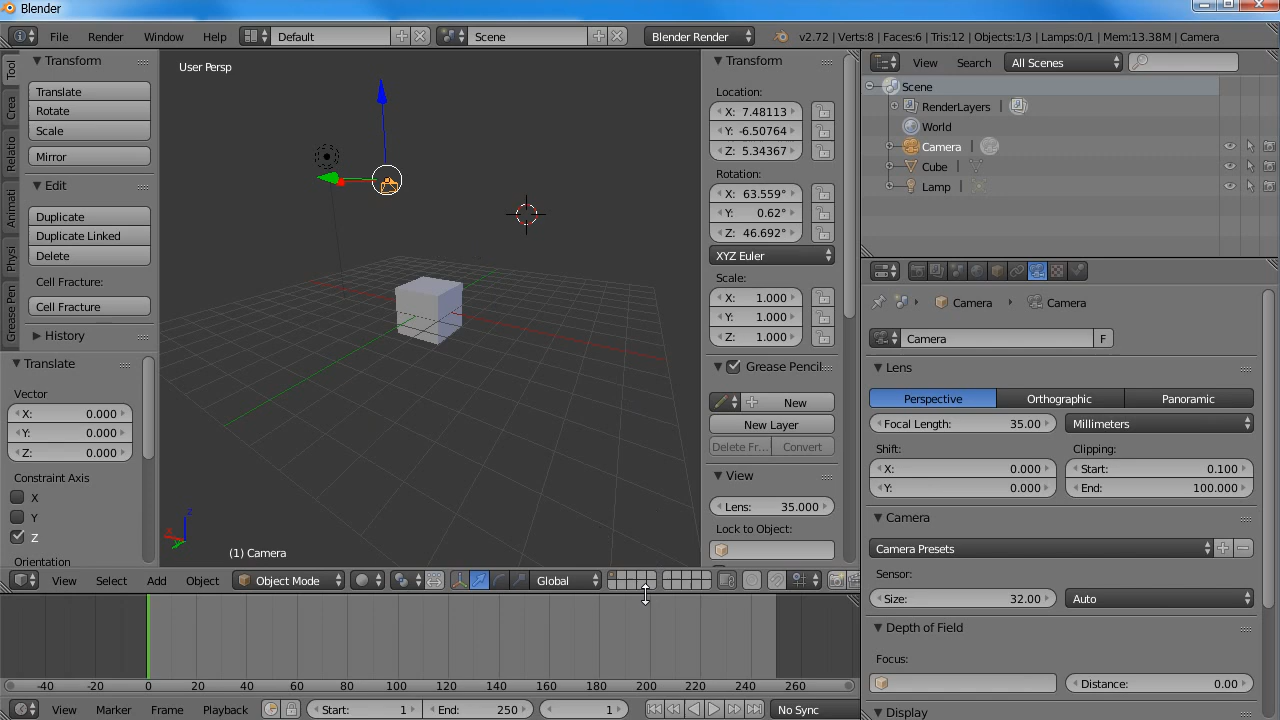 Blender
File Render Window Help Default Scene Blender Render v2.72 | Verts:8 | Faces:6 | Tris:12 | Objects:1/3 | Lamps:0/1 | Mem:13.38M | Camera
Tool
Crea
Relatio
Animati
Physi
Grease Pen
Transform
Translate
Rotate
Scale
Mirror
Edit
Duplicate
Duplicate Linked
Delete
Cell Fracture:
Cell Fracture
History
Translate
Vector
X: 0.000
Y: 0.000
Z: 0.000
Constraint Axis
X
Y
Z
Orientation
User Persp
(1) Camera
Transform
Location:
X: 7.48113
Y: -6.50764
Z: 5.34367
Rotation:
X: 63.559°
Y: 0.62°
Z: 46.692°
XYZ Euler
Scale:
X: 1.000
Y: 1.000
Z: 1.000
Grease Pencil
New
New Layer
Delete Fr... Convert
View
Lens: 35.000
Lock to Object:
View Select Add Object Object Mode Global
-40 -20 0 20 40 60 80 100 120 140 160 180 200 220 240 260
View Marker Frame Playback Start: 1 End: 250 1 No Sync
View Search All Scenes
Scene
RenderLayers
World
Camera
Cube
Lamp
Camera Camera
Camera F
Lens
Perspective Orthographic Panoramic
Focal Length: 35.00 Millimeters
Shift: Clipping:
X: 0.000 Start: 0.100
Y: 0.000 End: 100.000
Camera
Camera Presets
Sensor:
Size: 32.00 Auto
Depth of Field
Focus:
Distance: 0.00
Display